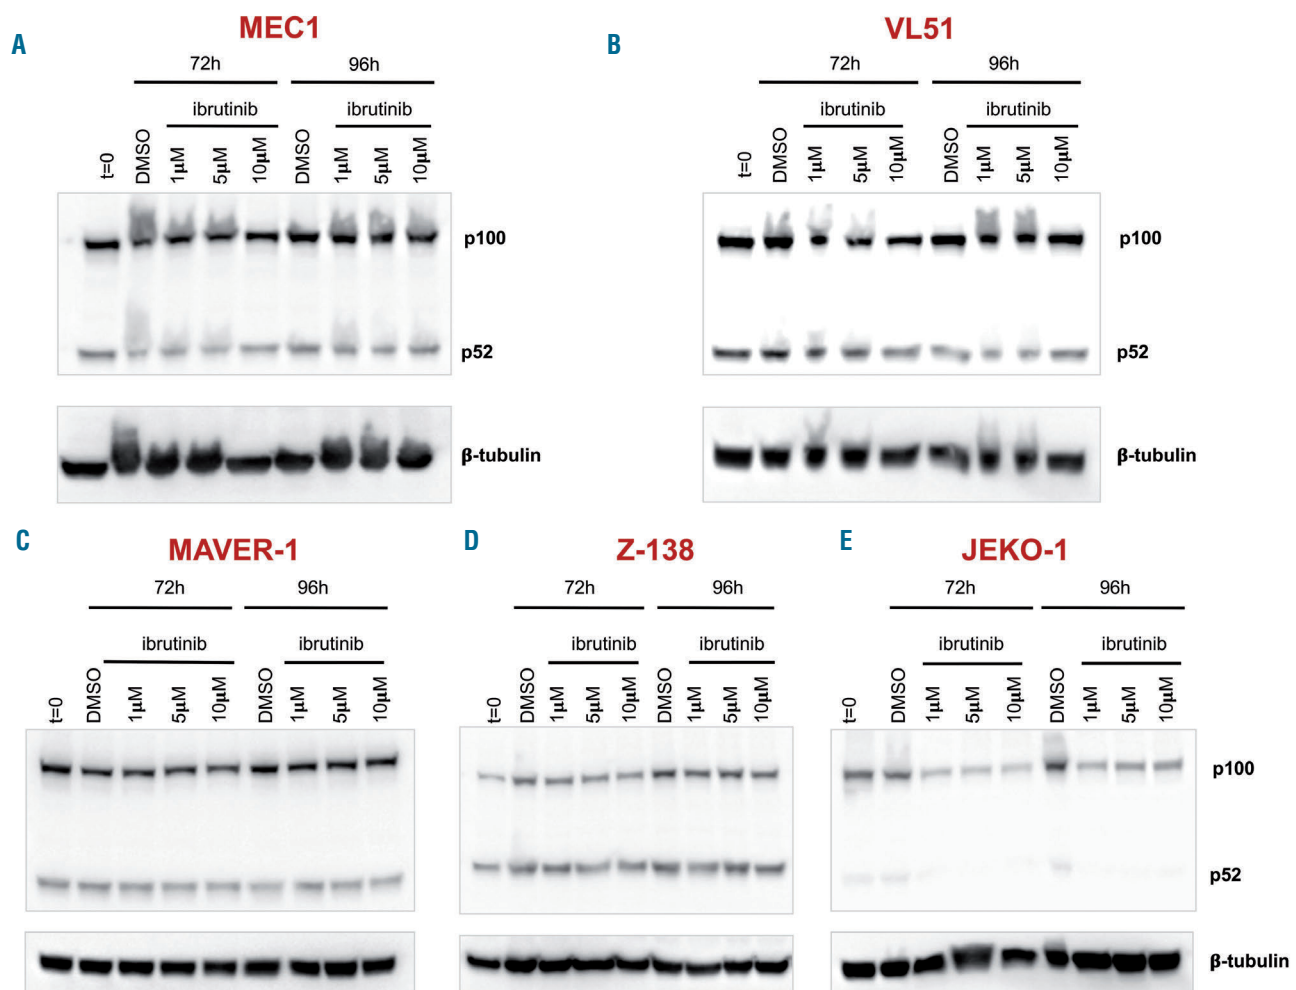 A
MEC1
72h
96h
ibrutinib
ibrutinib
t=0
DMSO
1µM
5µM
10µM
DMSO
1µM
5µM
10µM
p100
p52
β-tubulin
B
VL51
72h
96h
ibrutinib
ibrutinib
t=0
DMSO
1µM
5µM
10µM
DMSO
1µM
5µM
10µM
p100
p52
β-tubulin
C
MAVER-1
72h
96h
ibrutinib
ibrutinib
t=0
DMSO
1µM
5µM
10µM
DMSO
1µM
5µM
10µM
D
Z-138
72h
96h
ibrutinib
ibrutinib
t=0
DMSO
1µM
5µM
10µM
DMSO
1µM
5µM
10µM
E
JEKO-1
72h
96h
ibrutinib
ibrutinib
t=0
DMSO
1µM
5µM
10µM
DMSO
1µM
5µM
10µM
p100
p52
β-tubulin